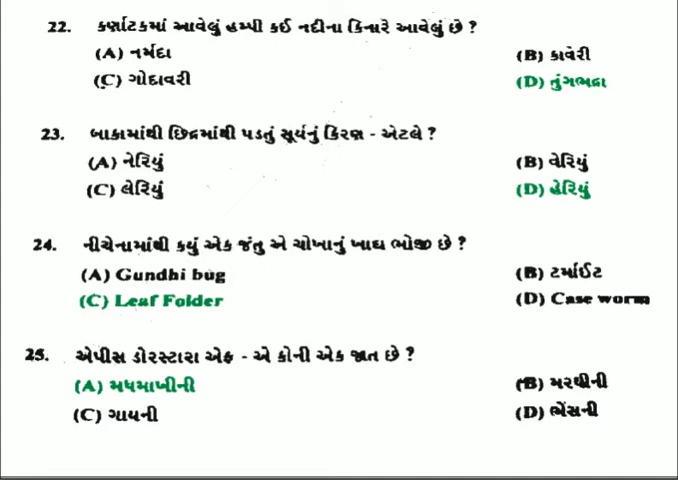 22. કર્ણાટકમાં આવેલું હમ્પી કઈ નદીના કિનારે આવેલું છે ?
(A) નર્મદા (B) કાવેરી
(C) ગોદાવરી (D) તુંગભદ્રા
23. બાકામાંથી છિદ્રમાંથી પડતું સૂર્યનું કિરણ - એટલે ?
(A) નેરિયું (B) વેરિયું
(C) લેરિયું (D) હેરિયું
24. નીચેનામાંથી કયું એક જંતુ એ ચોખાનું ખાદ્ય ભોજી છે ?
(A) Gundhi bug (B) ટર્માઈટ
(C) Leaf Folder (D) Case worm
25. એપીસ ડોરસ્ટારા એફ - એ કોની એક જાત છે ?
(A) મધમાખીની (B) મરઘીની
(C) ગાયની (D) ભેંસની